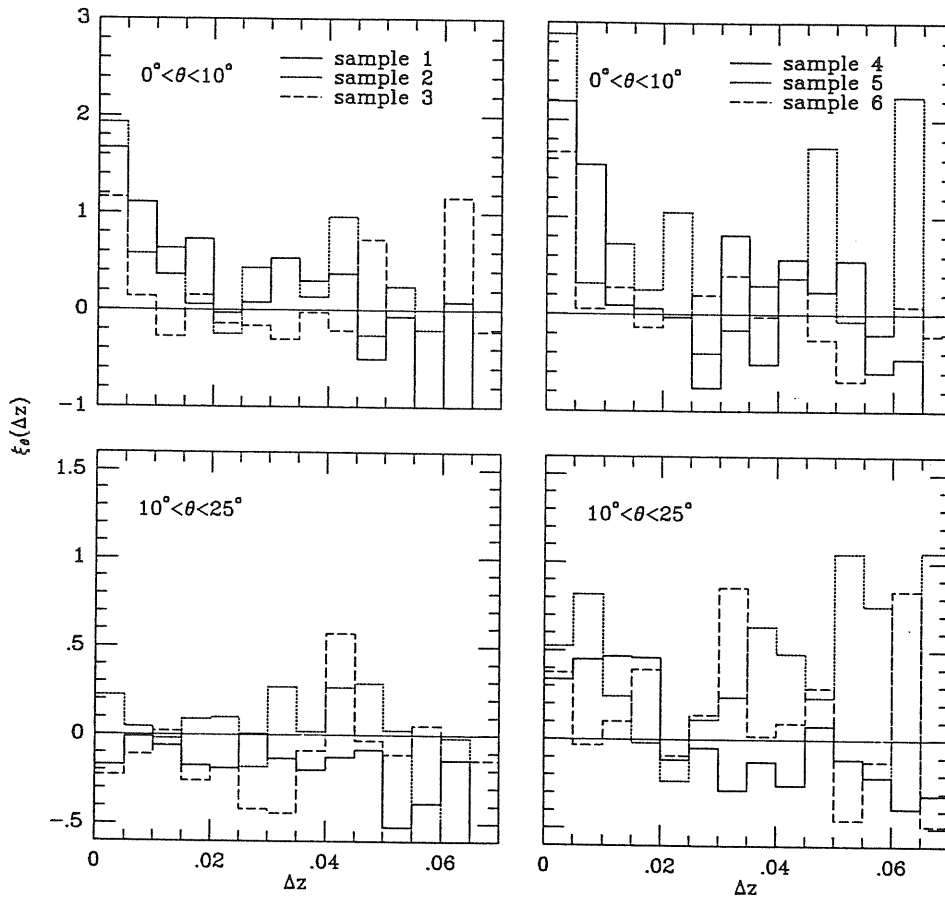 3
2
1
0
-1
0°<θ<10°
sample 1
sample 2
sample 3
0°<θ<10°
sample 4
sample 5
sample 6
ξθ(Δz)
1.5
1
.5
0
-.5
10°<θ<25°
10°<θ<25°
0
.02
.04
.06
0
.02
.04
.06
Δz
Δz